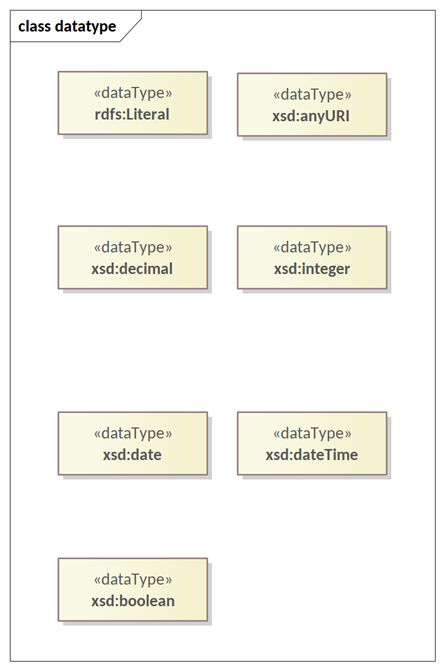 class datatype
«dataType»
rdfs:Literal
«dataType»
xsd:anyURI
«dataType»
xsd:decimal
«dataType»
xsd:integer
«dataType»
xsd:date
«dataType»
xsd:dateTime
«dataType»
xsd:boolean